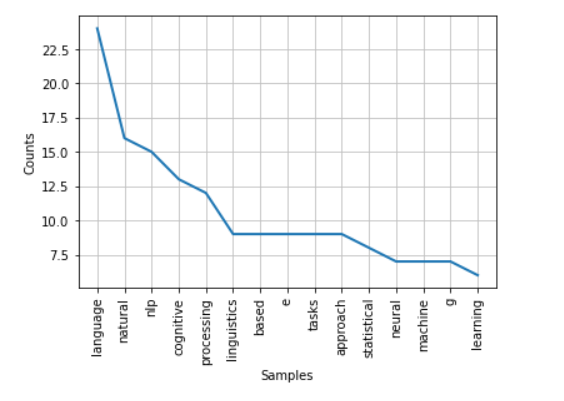 22.5
20.0
17.5
15.0
12.5
10.0
7.5
Counts
language
natural
nlp
cognitive
processing
linguistics
based
e
tasks
approach
statistical
neural
machine
g
learning
Samples